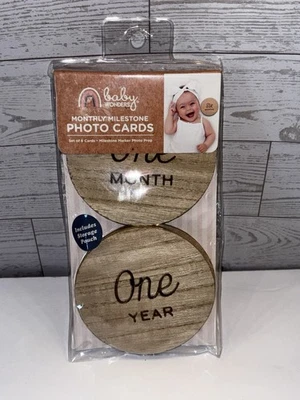 baby
WONDERS
MONTHLY MILESTONE
PHOTO CARDS
Set of 6 Cards • Milestone Marker Photo Prop
One
MONTH
Includes
Storage
Pouch
One
YEAR